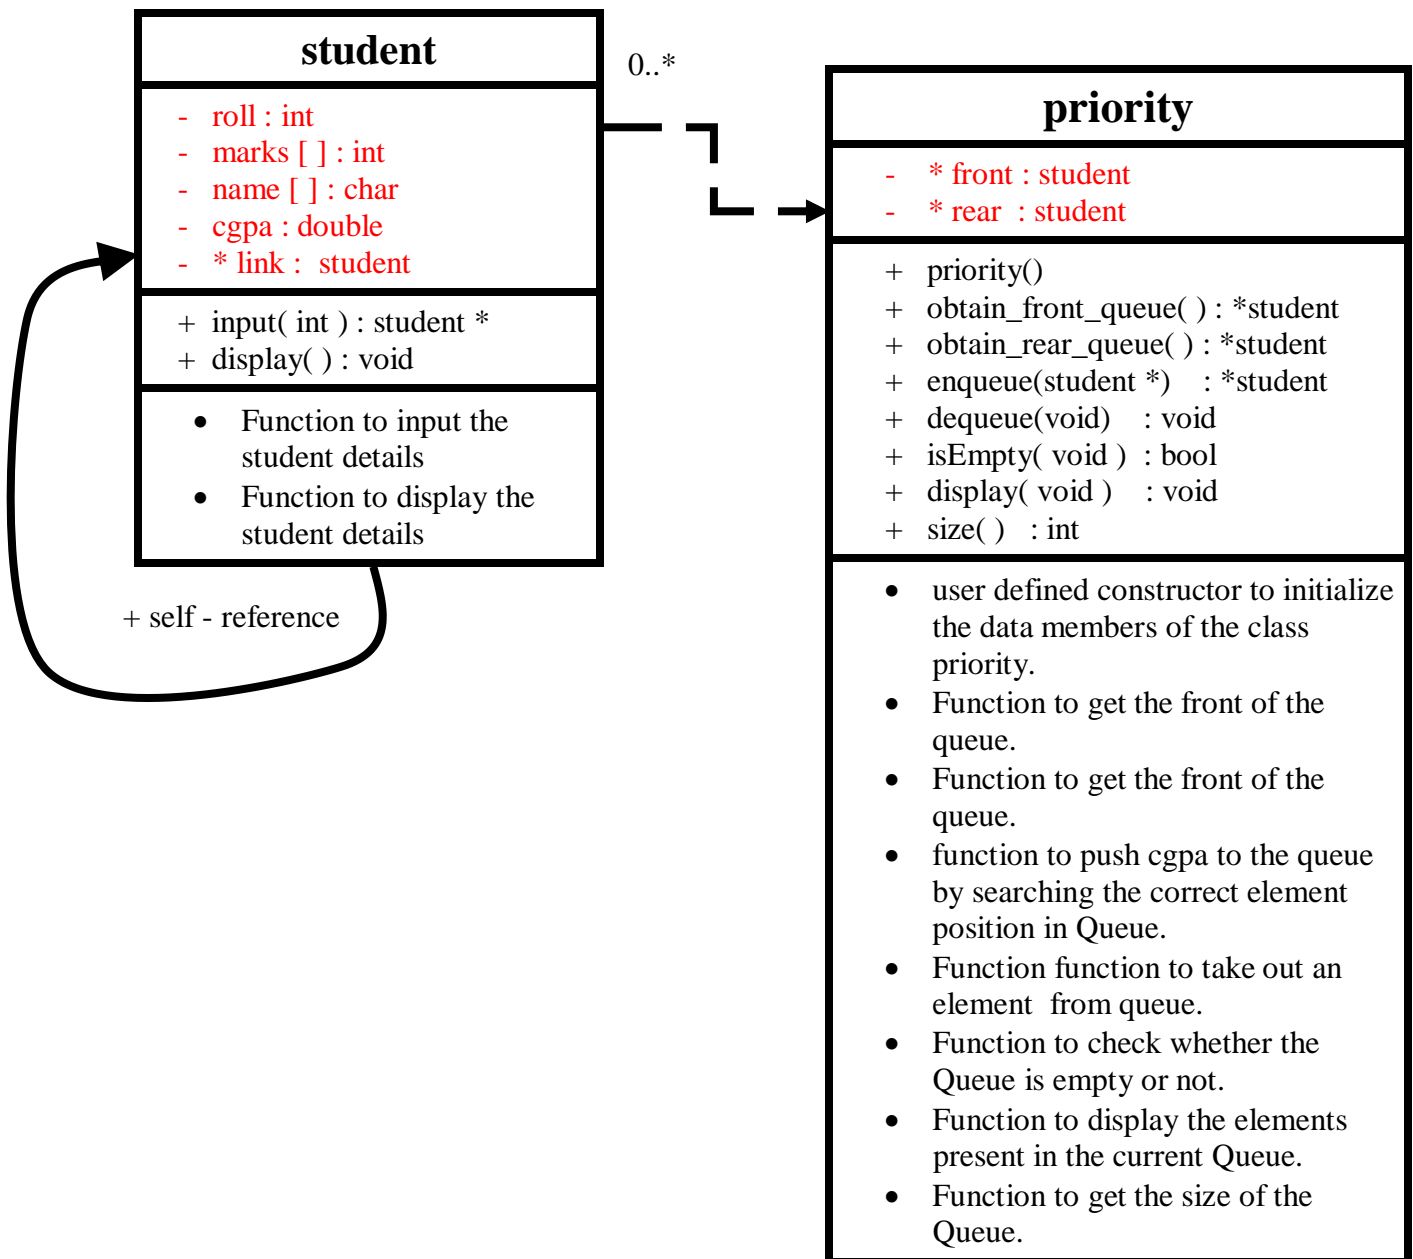 student
- roll : int
- marks [ ] : int
- name [ ] : char
- cgpa : double
- * link : student
+ input( int ) : student *
+ display( ) : void
• Function to input the
student details
• Function to display the
student details
+ self - reference
0..*
priority
- * front : student
- * rear : student
+ priority()
+ obtain_front_queue( ) : *student
+ obtain_rear_queue( ) : *student
+ enqueue(student *) : *student
+ dequeue(void) : void
+ isEmpty( void ) : bool
+ display( void ) : void
+ size( ) : int
• user defined constructor to initialize
the data members of the class
priority.
• Function to get the front of the
queue.
• Function to get the front of the
queue.
• function to push cgpa to the queue
by searching the correct element
position in Queue.
• Function function to take out an
element from queue.
• Function to check whether the
Queue is empty or not.
• Function to display the elements
present in the current Queue.
• Function to get the size of the
Queue.